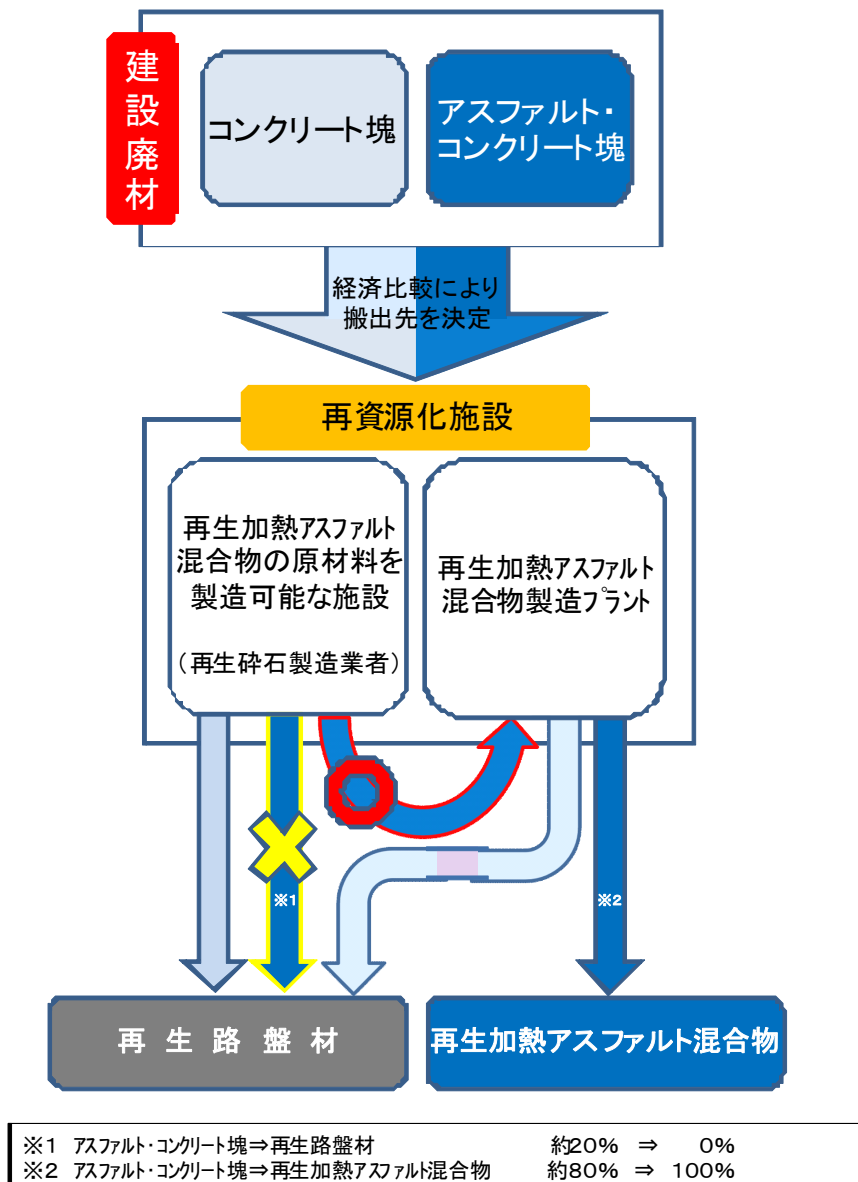 建設廃材
コンクリート塊
アスファルト・
コンクリート塊
経済比較により
搬出先を決定
再資源化施設
再生加熱アスファルト
混合物の原材料を
製造可能な施設
（再生砕石製造業者）
再生加熱アスファルト
混合物製造プラント
※1
※2
再生路盤材
再生加熱アスファルト混合物
※1 アスファルト・コンクリート塊⇒再生路盤材 約20% ⇒ 0%
※2 アスファルト・コンクリート塊⇒再生加熱アスファルト混合物 約80% ⇒ 100%